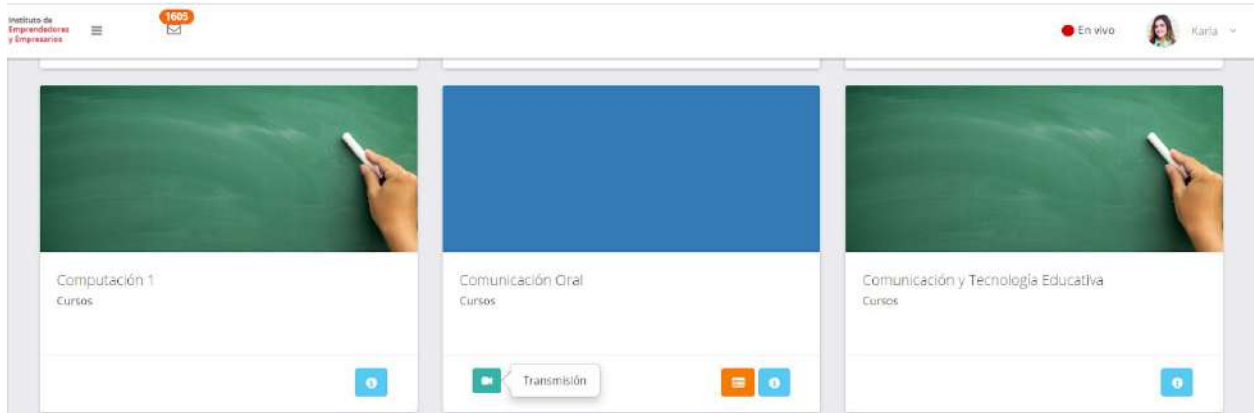 Instituto de
Emprendedores
y Empresarios
1605
En vivo
Karla
Computación 1
Cursos
Comunicación Oral
Cursos
Comunicación y Tecnología Educativa
Cursos
Transmisión